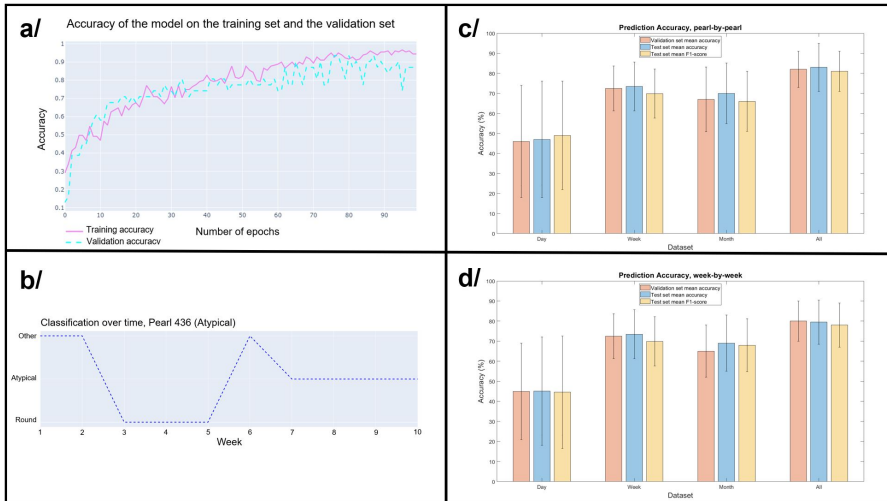 a/
Accuracy of the model on the training set and the validation set
Accuracy
1
0.9
0.8
0.7
0.6
0.5
0.4
0.3
0.2
0.1
0 10 20 30 40 50 60 70 80 90
Number of epochs
Training accuracy
Validation accuracy
b/
Classification over time, Pearl 436 (Atypical)
Other
Atypical
Round
1 2 3 4 5 6 7 8 9 10
Week
c/
Prediction Accuracy, pearl-by-pearl
Validation set mean accuracy
Test set mean accuracy
Test set mean F1-score
Accuracy (%)
100
90
80
70
60
50
40
30
20
10
0
Day Week Month All
Dataset
d/
Prediction Accuracy, week-by-week
Validation set mean accuracy
Test set mean accuracy
Test set mean F1-score
Accuracy (%)
100
90
80
70
60
50
40
30
20
10
0
Day Week Month All
Dataset